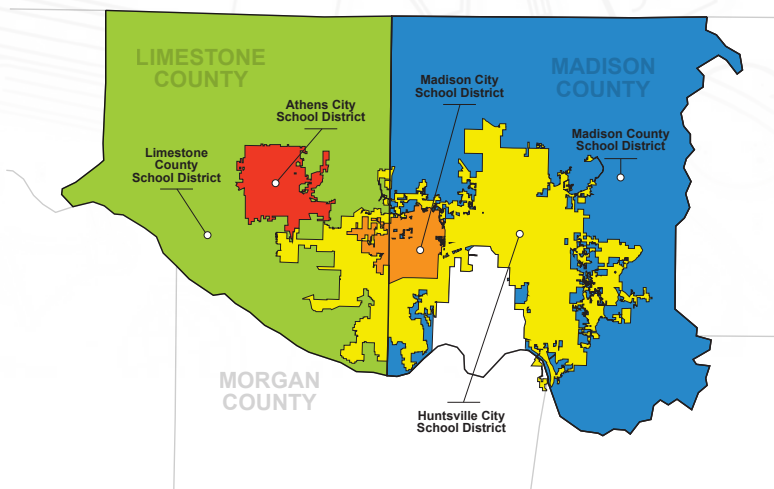 LIMESTONE
COUNTY
MADISON
COUNTY
Madison City
School District
Athens City
School District
Madison County
School District
Limestone
County
School District
MORGAN
COUNTY
Huntsville City
School District